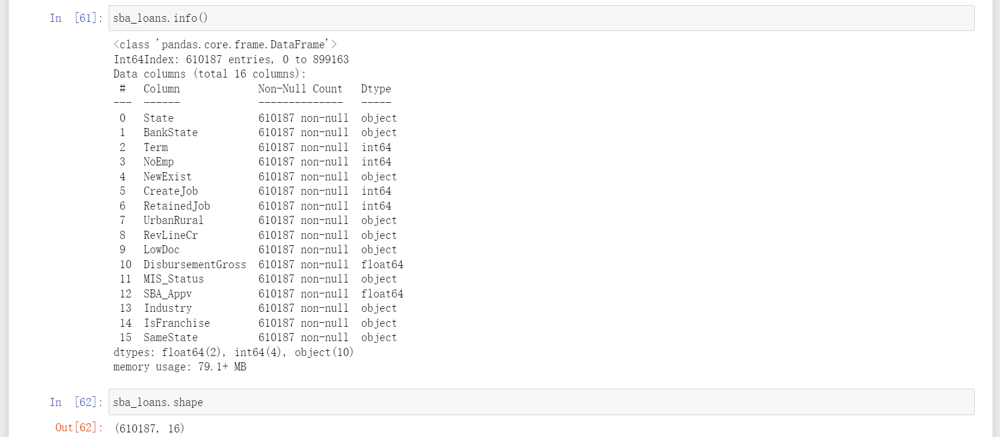 In [61]: sba_loans.info()
<class 'pandas.core.frame.DataFrame'>
Int64Index: 610187 entries, 0 to 899163
Data columns (total 16 columns):
 #   Column             Non-Null Count   Dtype
---  ------             --------------   -----
 0   State              610187 non-null  object
 1   BankState          610187 non-null  object
 2   Term               610187 non-null  int64
 3   NoEmp              610187 non-null  int64
 4   NewExist           610187 non-null  object
 5   CreateJob          610187 non-null  int64
 6   RetainedJob        610187 non-null  int64
 7   UrbanRural         610187 non-null  object
 8   RevLineCr          610187 non-null  object
 9   LowDoc             610187 non-null  object
 10  DisbursementGross  610187 non-null  float64
 11  MIS_Status         610187 non-null  object
 12  SBA_Appv           610187 non-null  float64
 13  Industry           610187 non-null  object
 14  IsFranchise        610187 non-null  object
 15  SameState          610187 non-null  object
dtypes: float64(2), int64(4), object(10)
memory usage: 79.1+ MB
In [62]: sba_loans.shape
Out[62]: (610187, 16)